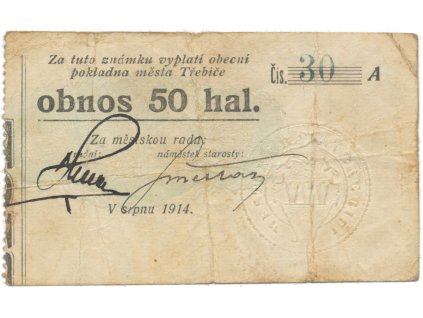 Za tuto známku vyplatí obecní
pokladna města Třebíče
Čís. 30 A
obnos 50 hal.
Za městskou radu:
náměstek starosty:
V srpnu 1914.